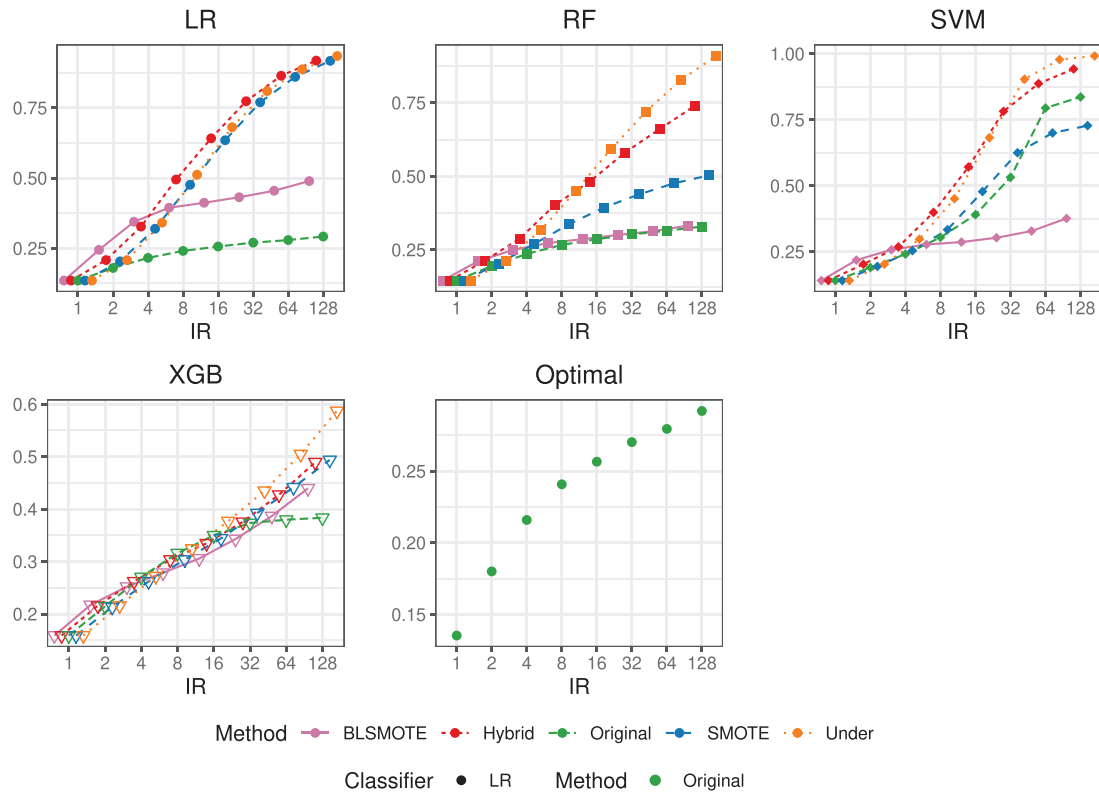 LR RF SVM
0.75
0.50
0.25
1 2 4 8 16 32 64 128
IR
0.75
0.50
0.25
1 2 4 8 16 32 64 128
IR
1.00
0.75
0.50
0.25
1 2 4 8 16 32 64 128
IR
XGB Optimal
0.6
0.5
0.4
0.3
0.2
1 2 4 8 16 32 64 128
IR
0.25
0.20
0.15
1 2 4 8 16 32 64 128
IR
Method BLSMOTE Hybrid Original SMOTE Under
Classifier LR Method Original